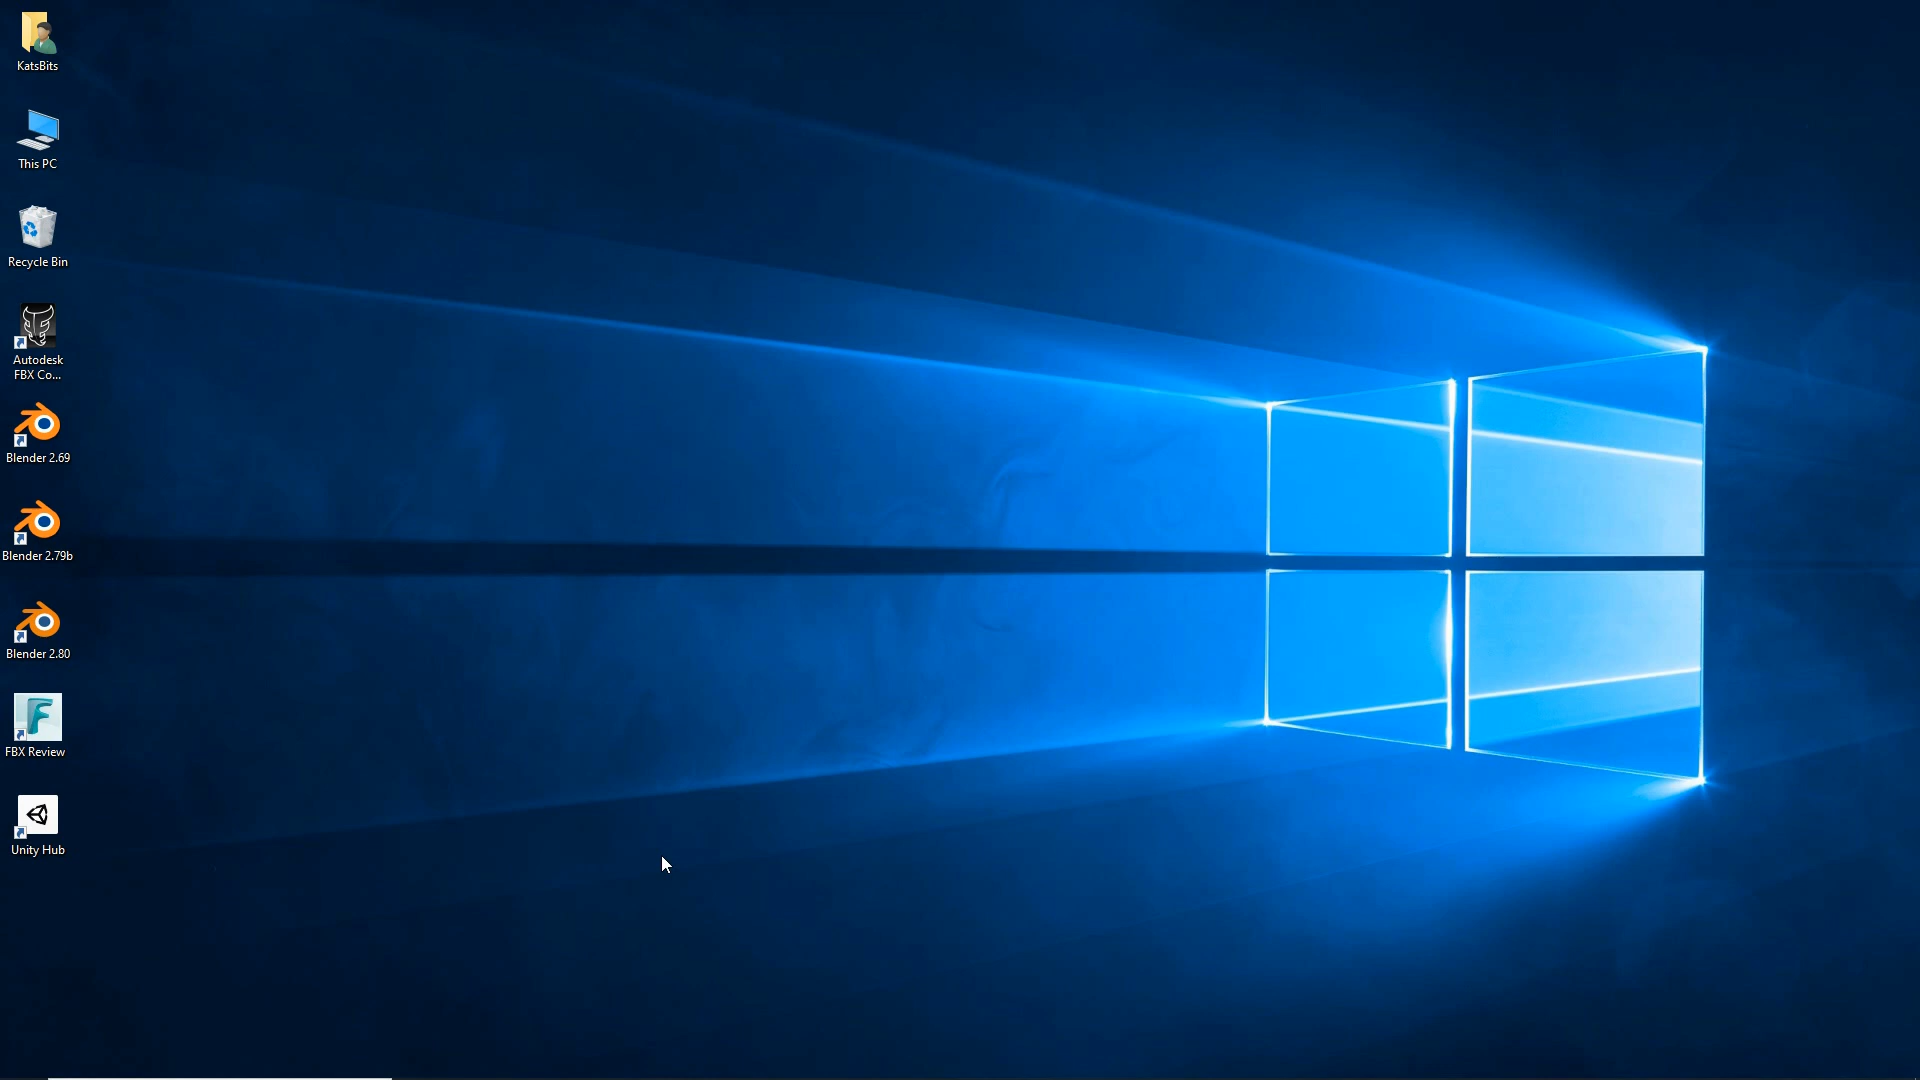 KatsBits
This PC
Recycle Bin
Autodesk
FBX Co...
Blender 2.69
Blender 2.79b
Blender 2.80
FBX Review
Unity Hub